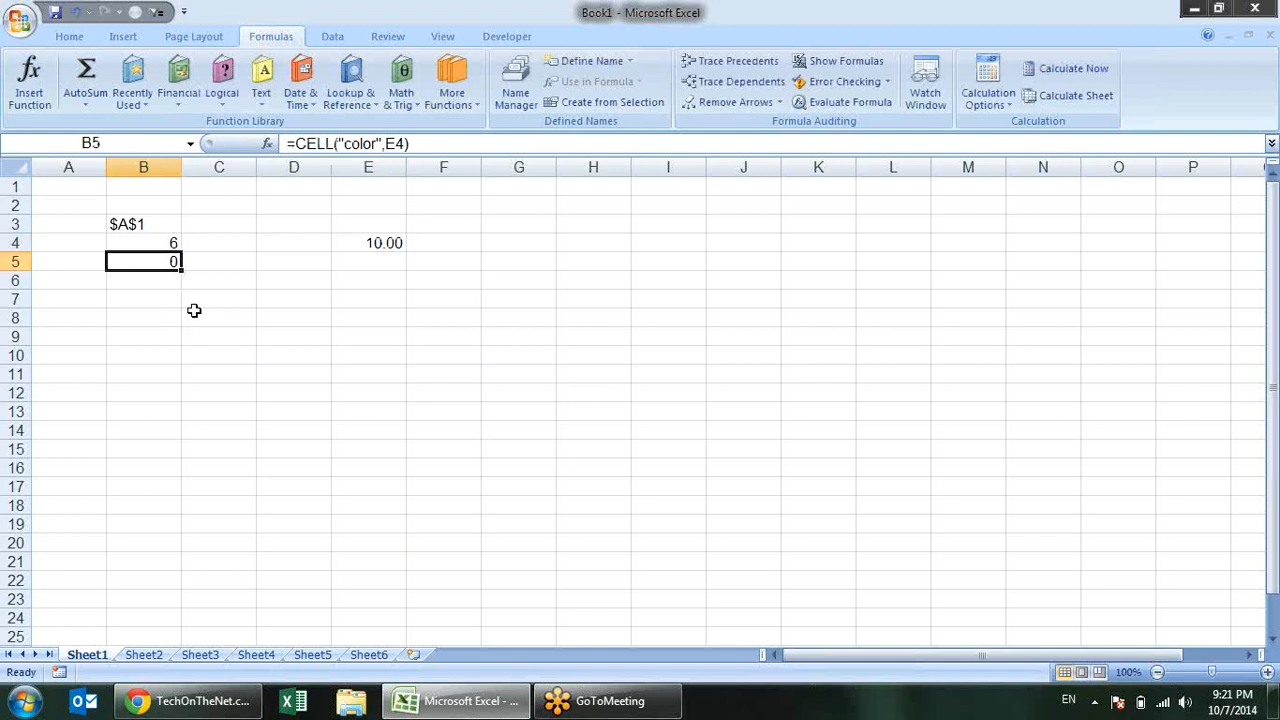 Book1 - Microsoft Excel
Home Insert Page Layout Formulas Data Review View Developer
Insert Function
AutoSum
Recently Used
Financial
Logical
Text
Date & Time
Lookup & Reference
Math & Trig
More Functions
Function Library
Name Manager
Define Name
Use in Formula
Create from Selection
Defined Names
Trace Precedents
Trace Dependents
Remove Arrows
Show Formulas
Error Checking
Evaluate Formula
Watch Window
Formula Auditing
Calculation Options
Calculate Now
Calculate Sheet
Calculation
B5 fx =CELL("color",E4)
A B C D E F G H I J K L M N O P
1
2
3 $A$1
4 6 10.00
5 0
6
7
8
9
10
11
12
13
14
15
16
17
18
19
20
21
22
23
24
25
Sheet1 Sheet2 Sheet3 Sheet4 Sheet5 Sheet6
Ready 100%
TechOnTheNet.c... Microsoft Excel - ... GoToMeeting EN 9:21 PM
10/7/2014